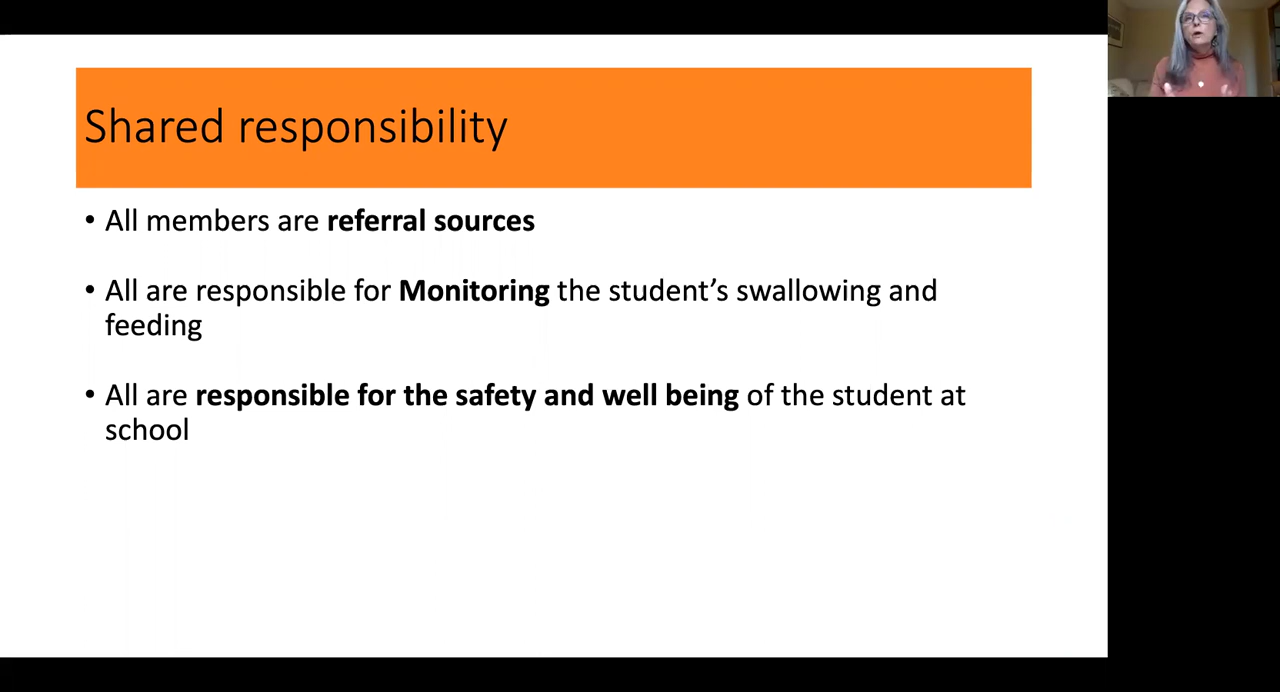 Shared responsibility
• All members are referral sources
• All are responsible for Monitoring the student’s swallowing and
feeding
• All are responsible for the safety and well being of the student at
school